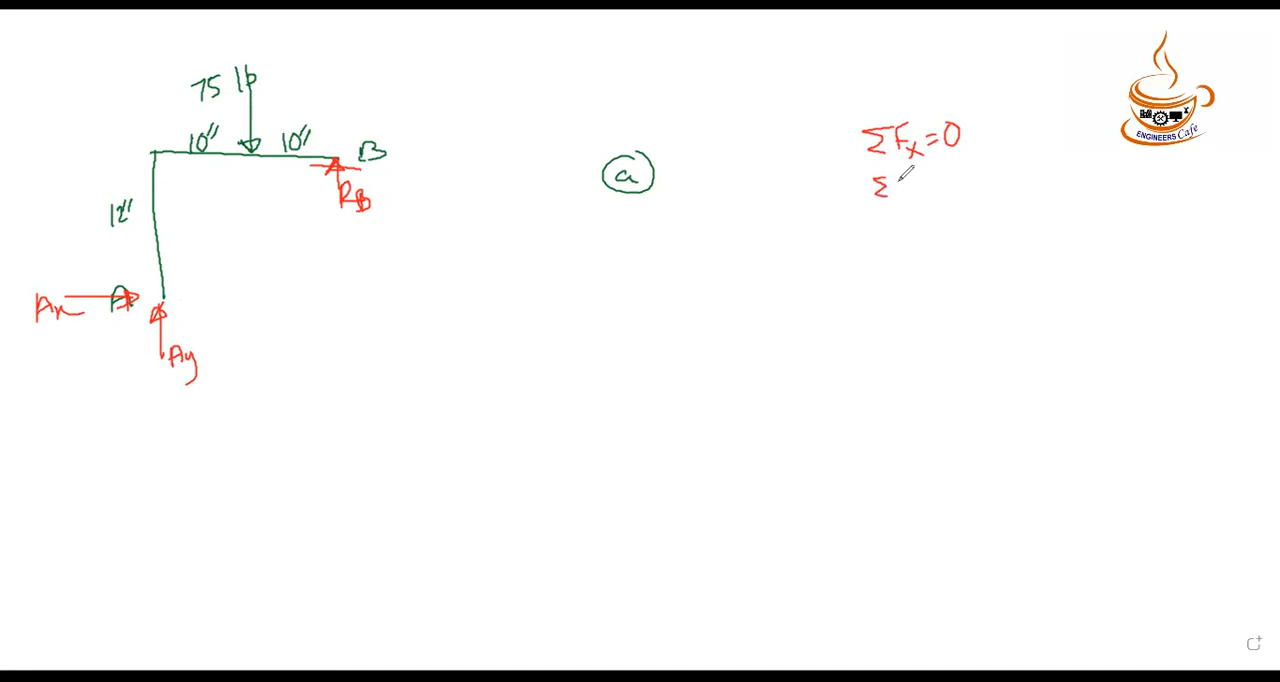 75 lb
10" 10" B
ΣFx=0
a
Σ
RB
12"
Ax A
Ay
ENGINEERS Cafe